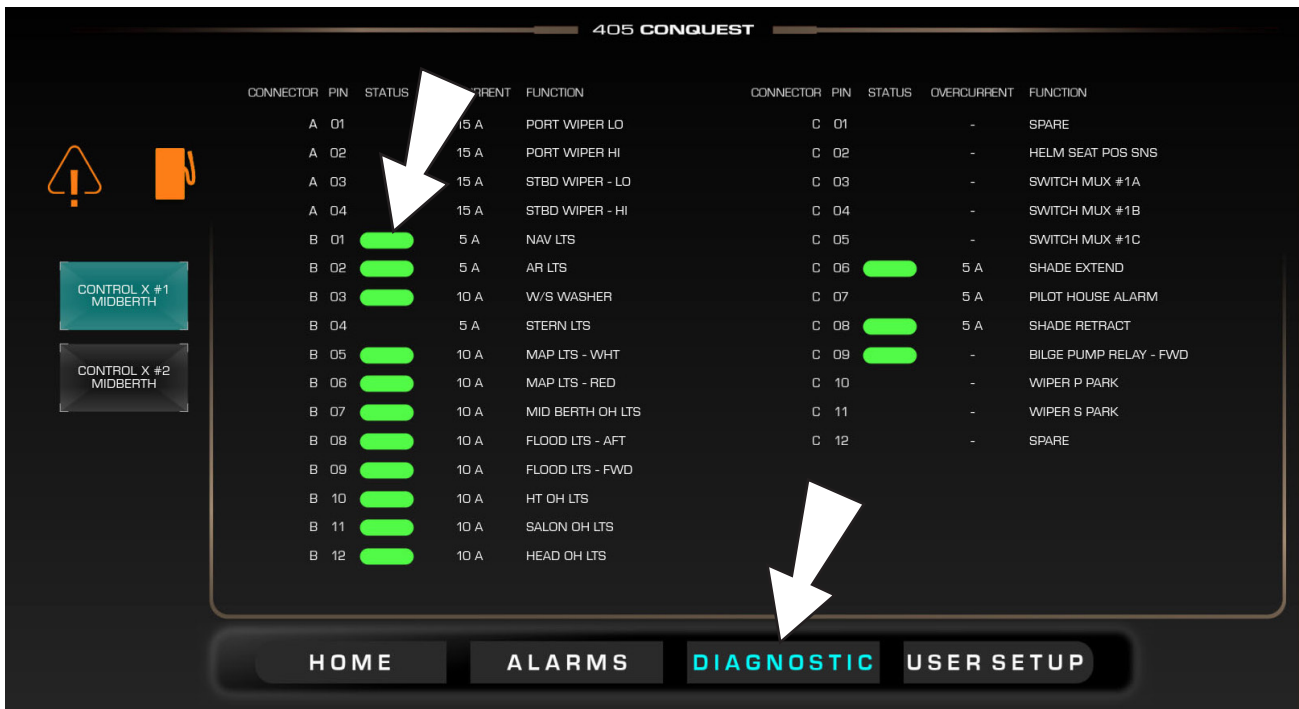 405 CONQUEST
CONNECTOR PIN STATUS RRENT FUNCTION
A 01 15 A PORT WIPER LO
A 02 15 A PORT WIPER HI
A 03 15 A STBD WIPER - LO
A 04 15 A STBD WIPER - HI
B 01 5 A NAV LTS
B 02 5 A AR LTS
B 03 10 A W/S WASHER
B 04 5 A STERN LTS
B 05 10 A MAP LTS - WHT
B 06 10 A MAP LTS - RED
B 07 10 A MID BERTH OH LTS
B 08 10 A FLOOD LTS - AFT
B 09 10 A FLOOD LTS - FWD
B 10 10 A HT OH LTS
B 11 10 A SALON OH LTS
B 12 10 A HEAD OH LTS
CONNECTOR PIN STATUS OVERCURRENT FUNCTION
C 01 - SPARE
C 02 - HELM SEAT POS SNS
C 03 - SWITCH MUX #1A
C 04 - SWITCH MUX #1B
C 05 - SWITCH MUX #1C
C 06 5 A SHADE EXTEND
C 07 5 A PILOT HOUSE ALARM
C 08 5 A SHADE RETRACT
C 09 - BILGE PUMP RELAY - FWD
C 10 - WIPER P PARK
C 11 - WIPER S PARK
C 12 - SPARE
CONTROL X #1
MIDBERTH
CONTROL X #2
MIDBERTH
HOME ALARMS DIAGNOSTIC USER SETUP